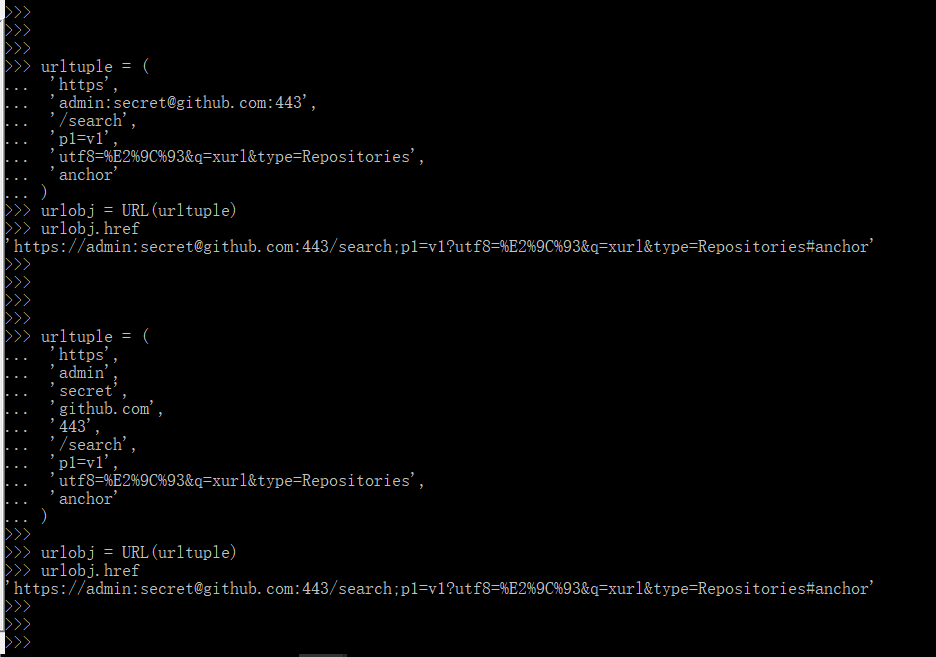 >>>
>>>
>>>
>>> urltuple = (
... 'https',
... 'admin:secret@github.com:443',
... '/search',
... 'p1=v1',
... 'utf8=%E2%9C%93&q=xurl&type=Repositories',
... 'anchor'
... )
>>> urlobj = URL(urltuple)
>>> urlobj.href
'https://admin:secret@github.com:443/search;p1=v1?utf8=%E2%9C%93&q=xurl&type=Repositories#anchor'
>>>
>>>
>>>
>>>
>>> urltuple = (
... 'https',
... 'admin',
... 'secret',
... 'github.com',
... '443',
... '/search',
... 'p1=v1',
... 'utf8=%E2%9C%93&q=xurl&type=Repositories',
... 'anchor'
... )
>>>
>>> urlobj = URL(urltuple)
>>> urlobj.href
'https://admin:secret@github.com:443/search;p1=v1?utf8=%E2%9C%93&q=xurl&type=Repositories#anchor'
>>>
>>>
>>>